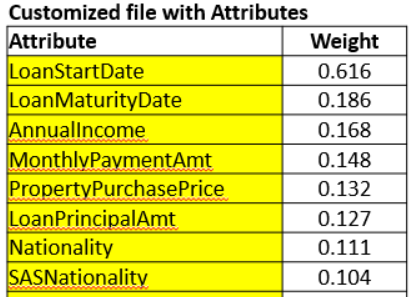 Customized file with Attributes
Attribute Weight
LoanStartDate 0.616
LoanMaturityDate 0.186
AnnualIncome 0.168
MonthlyPaymentAmt 0.148
PropertyPurchasePrice 0.132
LoanPrincipalAmt 0.127
Nationality 0.111
SASNationality 0.104